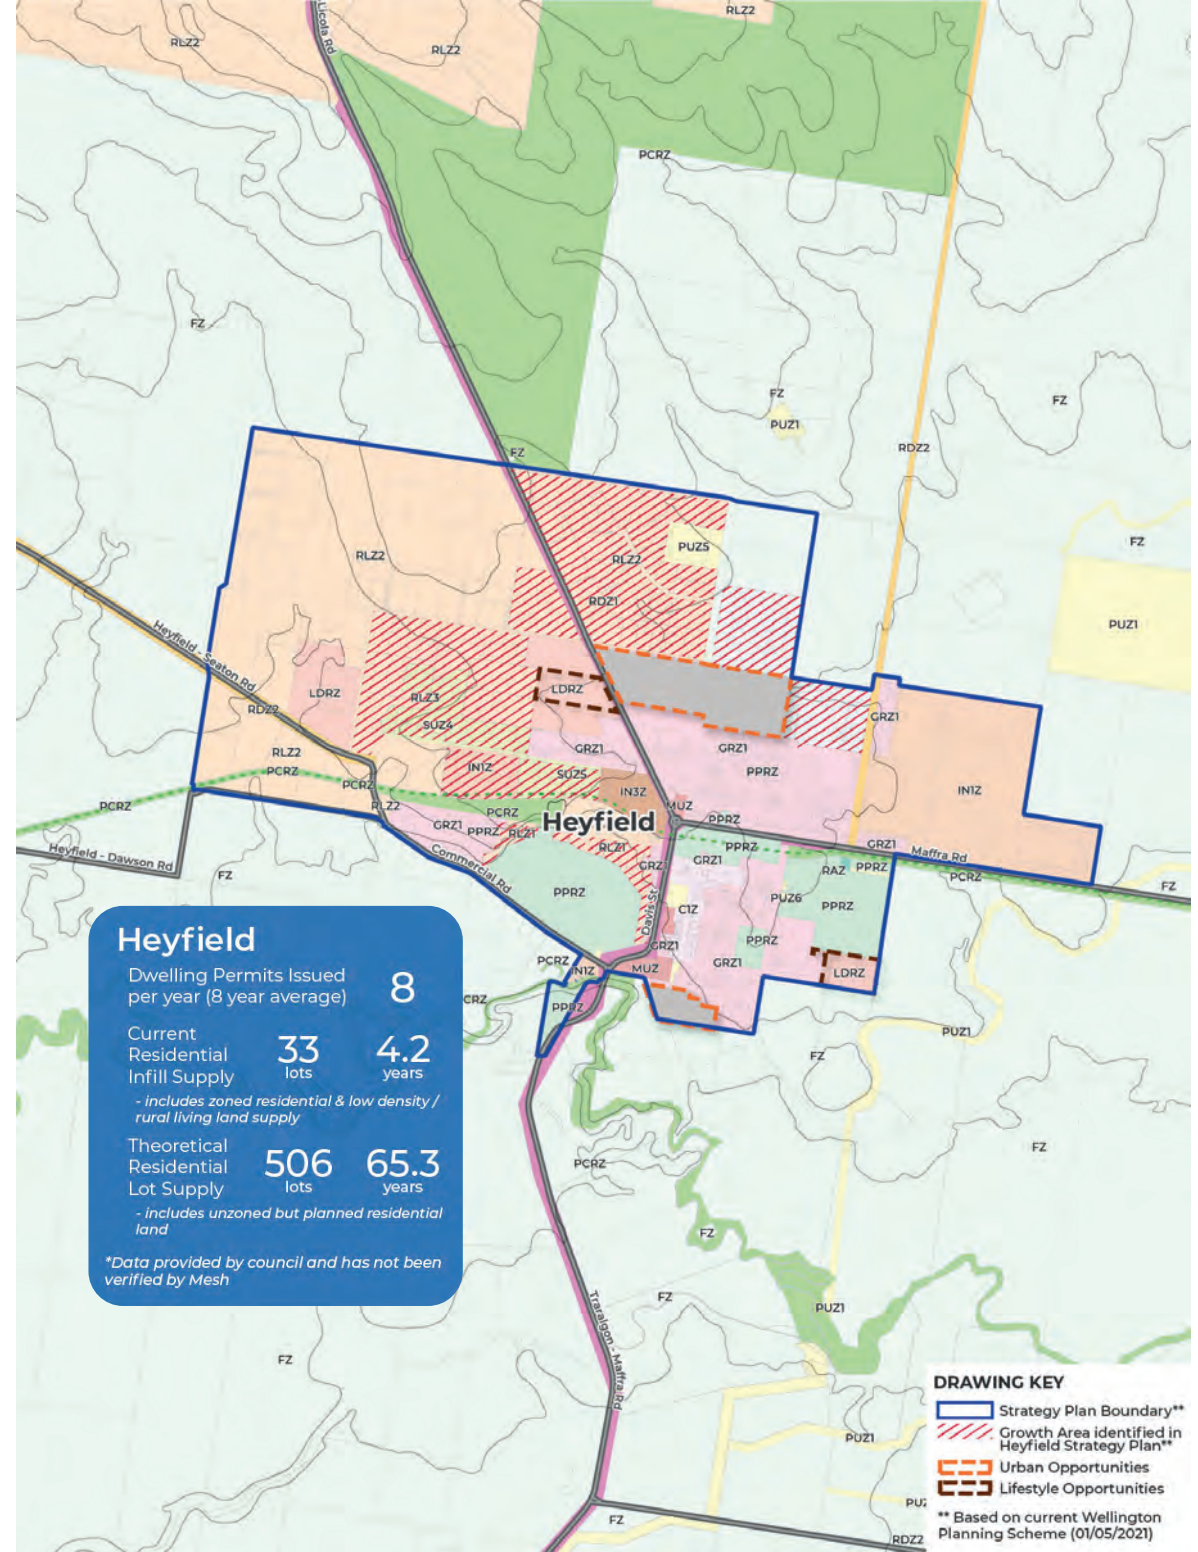 RLZ2
RLZ2
RLZ2
Licola Rd
PCRZ
FZ
FZ
PUZ1
FZ
RDZ2
FZ
RLZ2
PUZ5
RLZ2
RDZ1
FZ
PUZ1
Heyfield - Seaton Rd
RDZ2
LDRZ
RLZ3
SUZ4
LDRZ
GRZ1
GRZ1
GRZ1
PPRZ
RLZ2
PCRZ
PCRZ
IN1Z
SUZ5
IN3Z
IN1Z
PCRZ
RLZ2
PCRZ
MUZ
PPRZ
GRZ1
PPRZ
RLZ1
Heyfield
RLZ1
PPRZ
GRZ1
Maffra Rd
Heyfield - Dawson Rd
FZ
Commercial Rd
GRZ1
GRZ1
RAZ
PPRZ
PCRZ
FZ
PPRZ
PUZ6
PPRZ
C1Z
Davis St
GRZ1
PPRZ
PCRZ
IN1Z
MUZ
GRZ1
LDRZ
PPRZ
CRZ
PUZ1
FZ
FZ
Heyfield
Dwelling Permits Issued
per year (8 year average)
8
Current
Residential
Infill Supply
33
lots
4.2
years
- includes zoned residential & low density /
rural living land supply
Theoretical
Residential
Lot Supply
506
lots
65.3
years
- includes unzoned but planned residential
land
*Data provided by council and has not been
verified by Mesh
PCRZ
FZ
FZ
PUZ1
Traralgon - Maffra Rd
FZ
PUZ1
PUZ
FZ
RDZ2
DRAWING KEY
Strategy Plan Boundary**
Growth Area identified in
Heyfield Strategy Plan**
Urban Opportunities
Lifestyle Opportunities
** Based on current Wellington
Planning Scheme (01/05/2021)